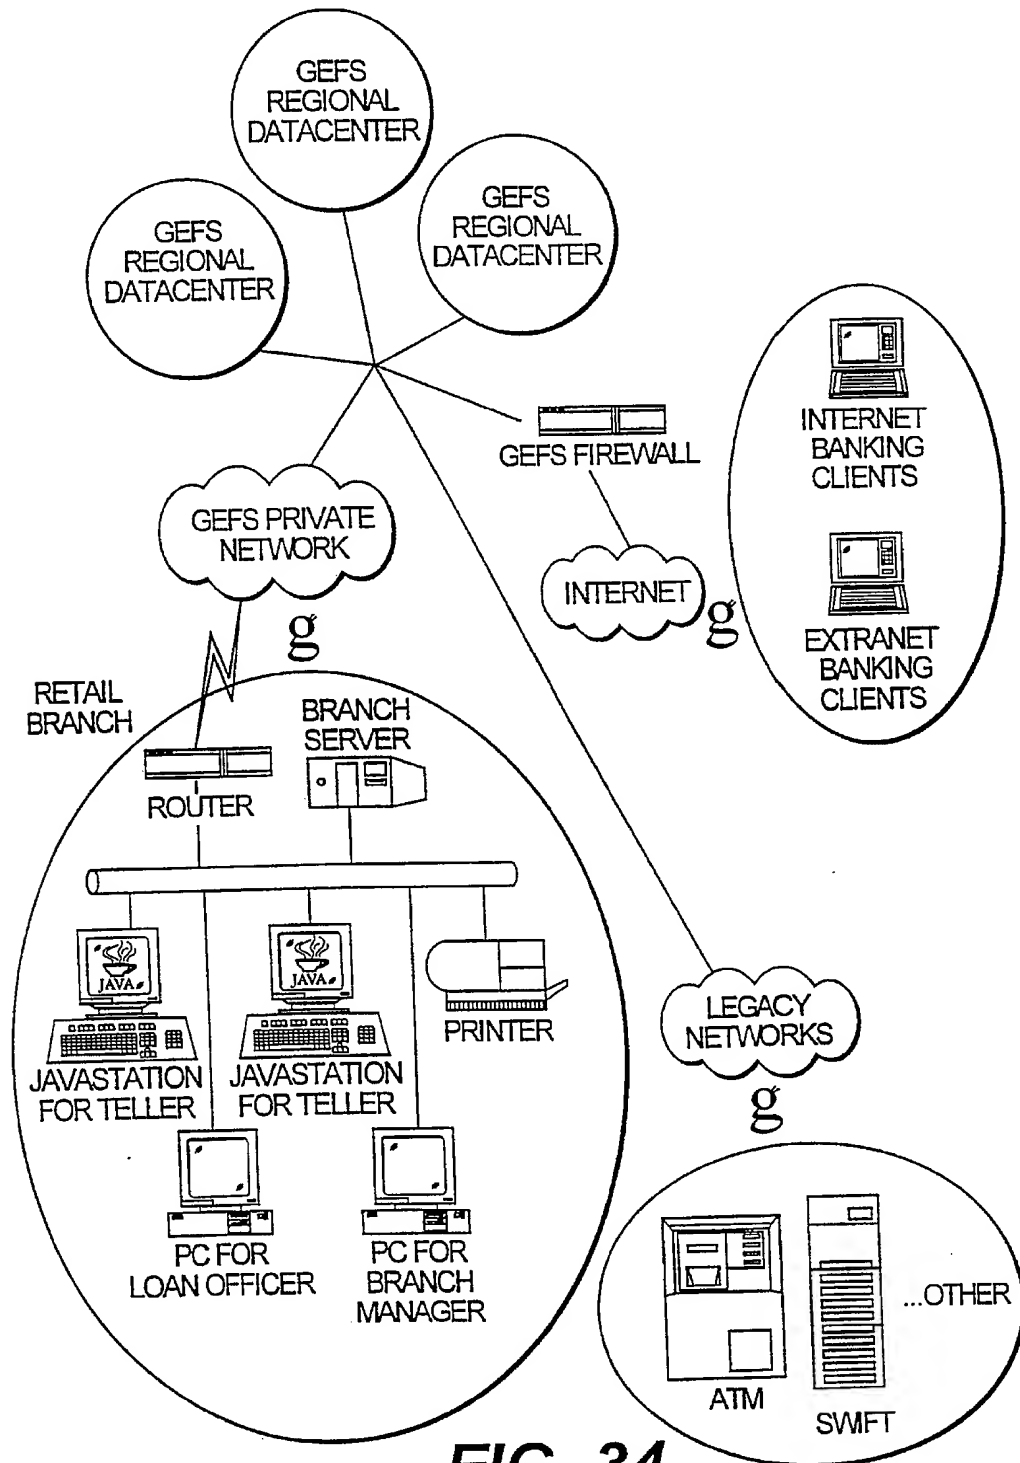 GEFS
REGIONAL
DATACENTER
GEFS
REGIONAL
DATACENTER
GEFS
REGIONAL
DATACENTER
INTERNET
BANKING
CLIENTS
GEFS FIREWALL
GEFS PRIVATE
NETWORK
INTERNET
g
EXTRANET
BANKING
CLIENTS
g
RETAIL
BRANCH
BRANCH
SERVER
ROUTER
JAVA
JAVA
PRINTER
JAVASTATION
FOR TELLER
JAVASTATION
FOR TELLER
PC FOR
LOAN OFFICER
PC FOR
BRANCH
MANAGER
LEGACY
NETWORKS
g
...OTHER
ATM
SWIFT
FIG. 34